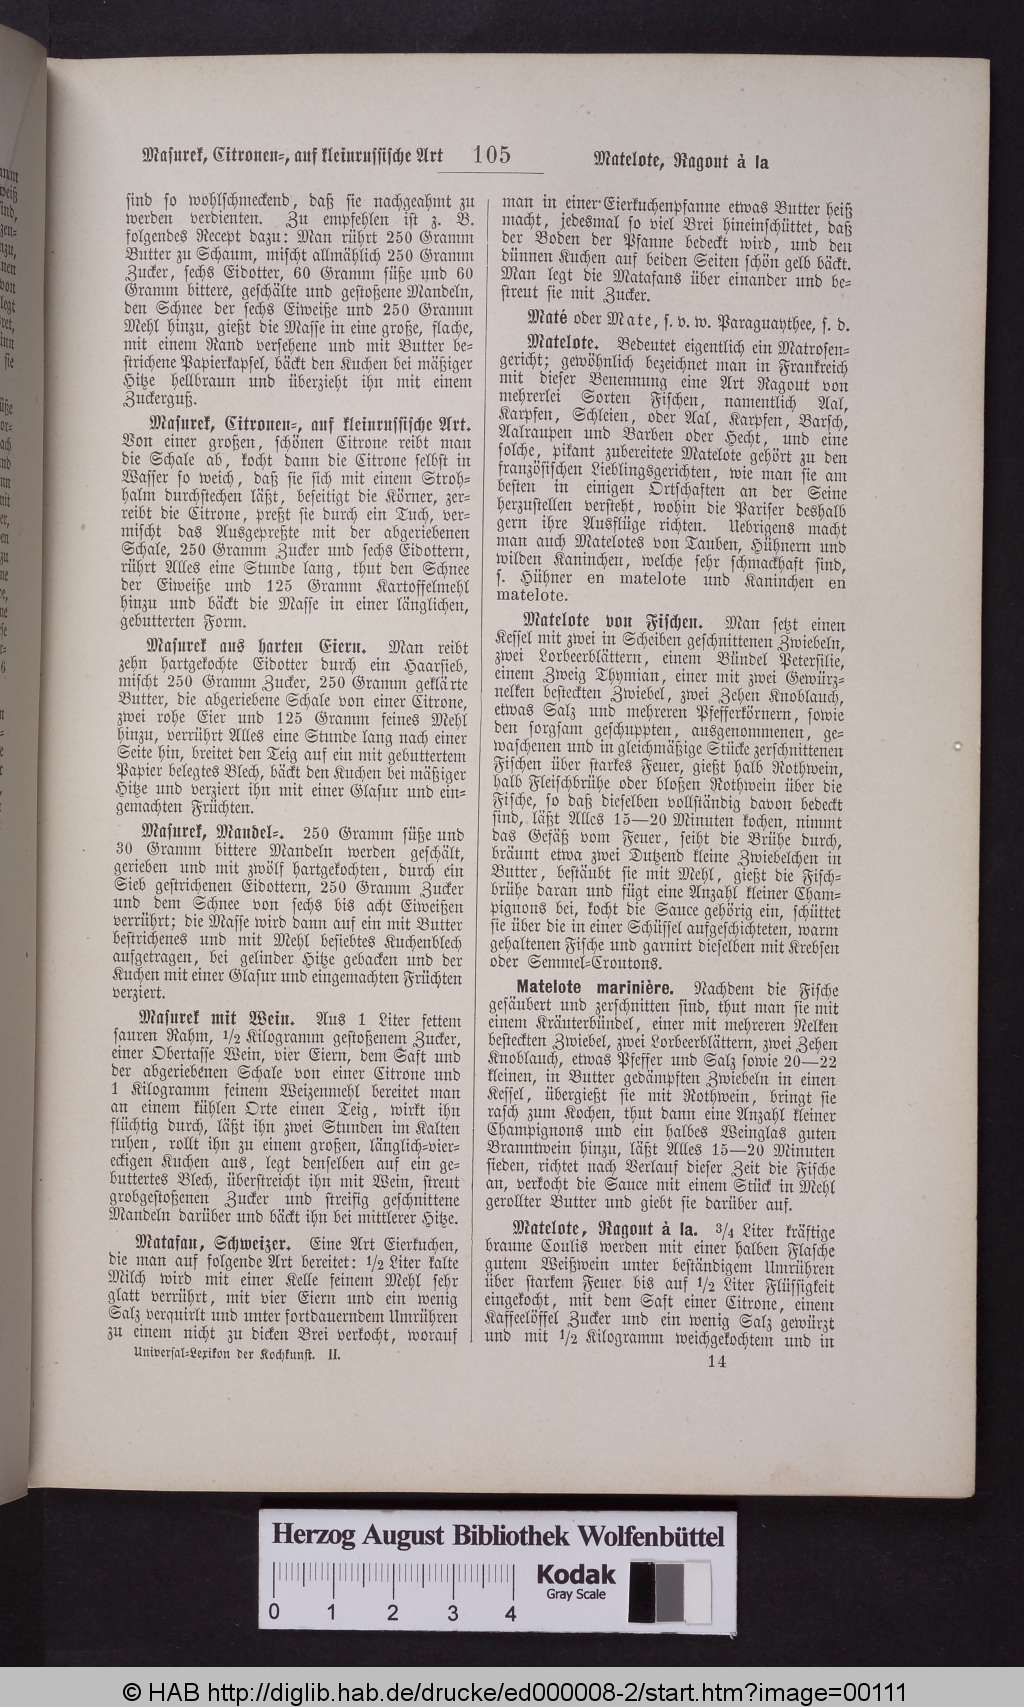 Masurek, Citronen-, auf kleinrussische Art
105
Matelote, Ragout à la
sind so wohlschmeckend, daß sie nachgeahmt zu
werden verdienten. Zu empfehlen ist z. B.
folgendes Recept dazu: Man rührt 250 Gramm
Butter zu Schaum, mischt allmählich 250 Gramm
Zucker, sechs Eidotter, 60 Gramm süße und 60
Gramm bittere, geschälte und gestoßene Mandeln,
den Schnee der sechs Eiweiße und 250 Gramm
Mehl hinzu, gießt die Masse in eine große, flache,
mit einem Rand versehene und mit Butter be-
strichene Papierkapsel, bäckt den Kuchen bei mäßiger
Hitze hellbraun und überzieht ihn mit einem
Zuckerguß.
Masurek, Citronen-, auf kleinrussische Art.
Von einer großen, schönen Citrone reibt man
die Schale ab, kocht dann die Citrone selbst in
Wasser so weich, daß sie sich mit einem Stroh-
halm durchstechen läßt, beseitigt die Körner, zer-
reibt die Citrone, preßt sie durch ein Tuch, ver-
mischt das Ausgepreßte mit der abgeriebenen
Schale, 250 Gramm Zucker und sechs Eidottern,
rührt Alles eine Stunde lang, thut den Schnee
der Eiweiße und 125 Gramm Kartoffelmehl
hinzu und bäckt die Masse in einer länglichen,
gebutterten Form.
Masurek aus harten Eiern. Man reibt
zehn hartgekochte Eidotter durch ein Haarsieb,
mischt 250 Gramm Zucker, 250 Gramm geklärte
Butter, die abgeriebene Schale von einer Citrone,
zwei rohe Eier und 125 Gramm feines Mehl
hinzu, verrührt Alles eine Stunde lang nach einer
Seite hin, breitet den Teig auf ein mit gebuttertem
Papier belegtes Blech, bäckt den Kuchen bei mäßiger
Hitze und verziert ihn mit einer Glasur und ein-
gemachten Früchten.
Masurek, Mandel-. 250 Gramm süße und
30 Gramm bittere Mandeln werden geschält,
gerieben und mit zwölf hartgekochten, durch ein
Sieb gestrichenen Eidottern, 250 Gramm Zucker
und dem Schnee von sechs bis acht Eiweißen
verrührt; die Masse wird dann auf ein mit Butter
bestrichenes und mit Mehl besiebtes Kuchenblech
aufgetragen, bei gelinder Hitze gebacken und der
Kuchen mit einer Glasur und eingemachten Früchten
verziert.
Masurek mit Wein. Aus 1 Liter fettem
sauren Rahm, 1/2 Kilogramm gestoßenem Zucker,
einer Obertasse Wein, vier Eiern, dem Saft und
der abgeriebenen Schale von einer Citrone und
1 Kilogramm feinem Weizenmehl bereitet man
an einem kühlen Orte einen Teig, wirkt ihn
flüchtig durch, läßt ihn zwei Stunden im Kalten
ruhen, rollt ihn zu einem großen, länglich-vier-
eckigen Kuchen aus, legt denselben auf ein ge-
buttertes Blech, überstreicht ihn mit Wein, streut
grobgestoßenen Zucker und streifig geschnittene
Mandeln darüber und bäckt ihn bei mittlerer Hitze.
Matafan, Schweizer. Eine Art Eierkuchen,
die man auf folgende Art bereitet: 1/2 Liter kalte
Milch wird mit einer Kelle feinem Mehl sehr
glatt verrührt, mit vier Eiern und ein wenig
Salz verquirlt und unter fortdauerndem Umrühren
zu einem nicht zu dicken Brei verkocht, worauf
Universal-Lexikon der Kochkunst. II.
man in einer Eierkuchenpfanne etwas Butter heiß
macht, jedesmal so viel Brei hineinschüttet, daß
der Boden der Pfanne bedeckt wird, und den
dünnen Kuchen auf beiden Seiten schön gelb bäckt.
Man legt die Matafans über einander und be-
streut sie mit Zucker.
Maté oder Mate, s. v. w. Paraguaythee, s. d.
Matelote. Bedeutet eigentlich ein Matrosen-
gericht; gewöhnlich bezeichnet man in Frankreich
mit dieser Benennung eine Art Ragout von
mehrerlei Sorten Fischen, namentlich Aal,
Karpfen, Schleien, oder Aal, Karpfen, Barsch,
Aalraupen und Barben oder Hecht, und eine
solche, pikant zubereitete Matelote gehört zu den
französischen Lieblingsgerichten, wie man sie am
besten in einigen Ortschaften an der Seine
herzustellen versteht, wohin die Pariser deshalb
gern ihre Ausflüge richten. Uebrigens macht
man auch Matelotes von Tauben, Hühnern und
wilden Kaninchen, welche sehr schmackhaft sind,
s. Hühner en matelote und Kaninchen en
matelote.
Matelote von Fischen. Man setzt einen
Kessel mit zwei in Scheiben geschnittenen Zwiebeln,
zwei Lorbeerblättern, einem Bündel Petersilie,
einem Zweig Thymian, einer mit zwei Gewürz-
nelken besteckten Zwiebel, zwei Zehen Knoblauch,
etwas Salz und mehreren Pfefferkörnern, sowie
den sorgsam geschuppten, ausgenommenen, ge-
waschenen und in gleichmäßige Stücke zerschnittenen
Fischen über starkes Feuer, gießt halb Rothwein,
halb Fleischbrühe oder bloßen Rothwein über die
Fische, so daß dieselben vollständig davon bedeckt
sind, läßt Alles 15—20 Minuten kochen, nimmt
das Gefäß vom Feuer, seiht die Brühe durch,
bräunt etwa zwei Dutzend kleine Zwiebelchen in
Butter, bestäubt sie mit Mehl, gießt die Fisch-
brühe daran und fügt eine Anzahl kleiner Cham-
pignons bei, kocht die Sauce gehörig ein, schüttet
sie über die in einer Schüssel aufgeschichteten, warm
gehaltenen Fische und garnirt dieselben mit Krebsen
oder Semmel-Croutons.
Matelote marinière. Nachdem die Fische
gesäubert und zerschnitten sind, thut man sie mit
einem Kräuterbündel, einer mit mehreren Nelken
besteckten Zwiebel, zwei Lorbeerblättern, zwei Zehen
Knoblauch, etwas Pfeffer und Salz sowie 20—22
kleinen, in Butter gedämpften Zwiebeln in einen
Kessel, übergießt sie mit Rothwein, bringt sie
rasch zum Kochen, thut dann eine Anzahl kleiner
Champignons und ein halbes Weinglas guten
Branntwein hinzu, läßt Alles 15—20 Minuten
sieden, richtet nach Verlauf dieser Zeit die Fische
an, verkocht die Sauce mit einem Stück in Mehl
gerollter Butter und giebt sie darüber auf.
Matelote, Ragout à la. 3/4 Liter kräftige
braune Coulis werden mit einer halben Flasche
gutem Weißwein unter beständigem Umrühren
über starkem Feuer bis auf 1/2 Liter Flüssigkeit
eingekocht, mit dem Saft einer Citrone, einem
Kaffeelöffel Zucker und ein wenig Salz gewürzt
und mit 1/2 Kilogramm weichgekochtem und in
14
Herzog August Bibliothek Wolfenbüttel
Kodak
Gray Scale
0 1 2 3 4
© HAB http://diglib.hab.de/drucke/ed000008-2/start.htm?image=00111